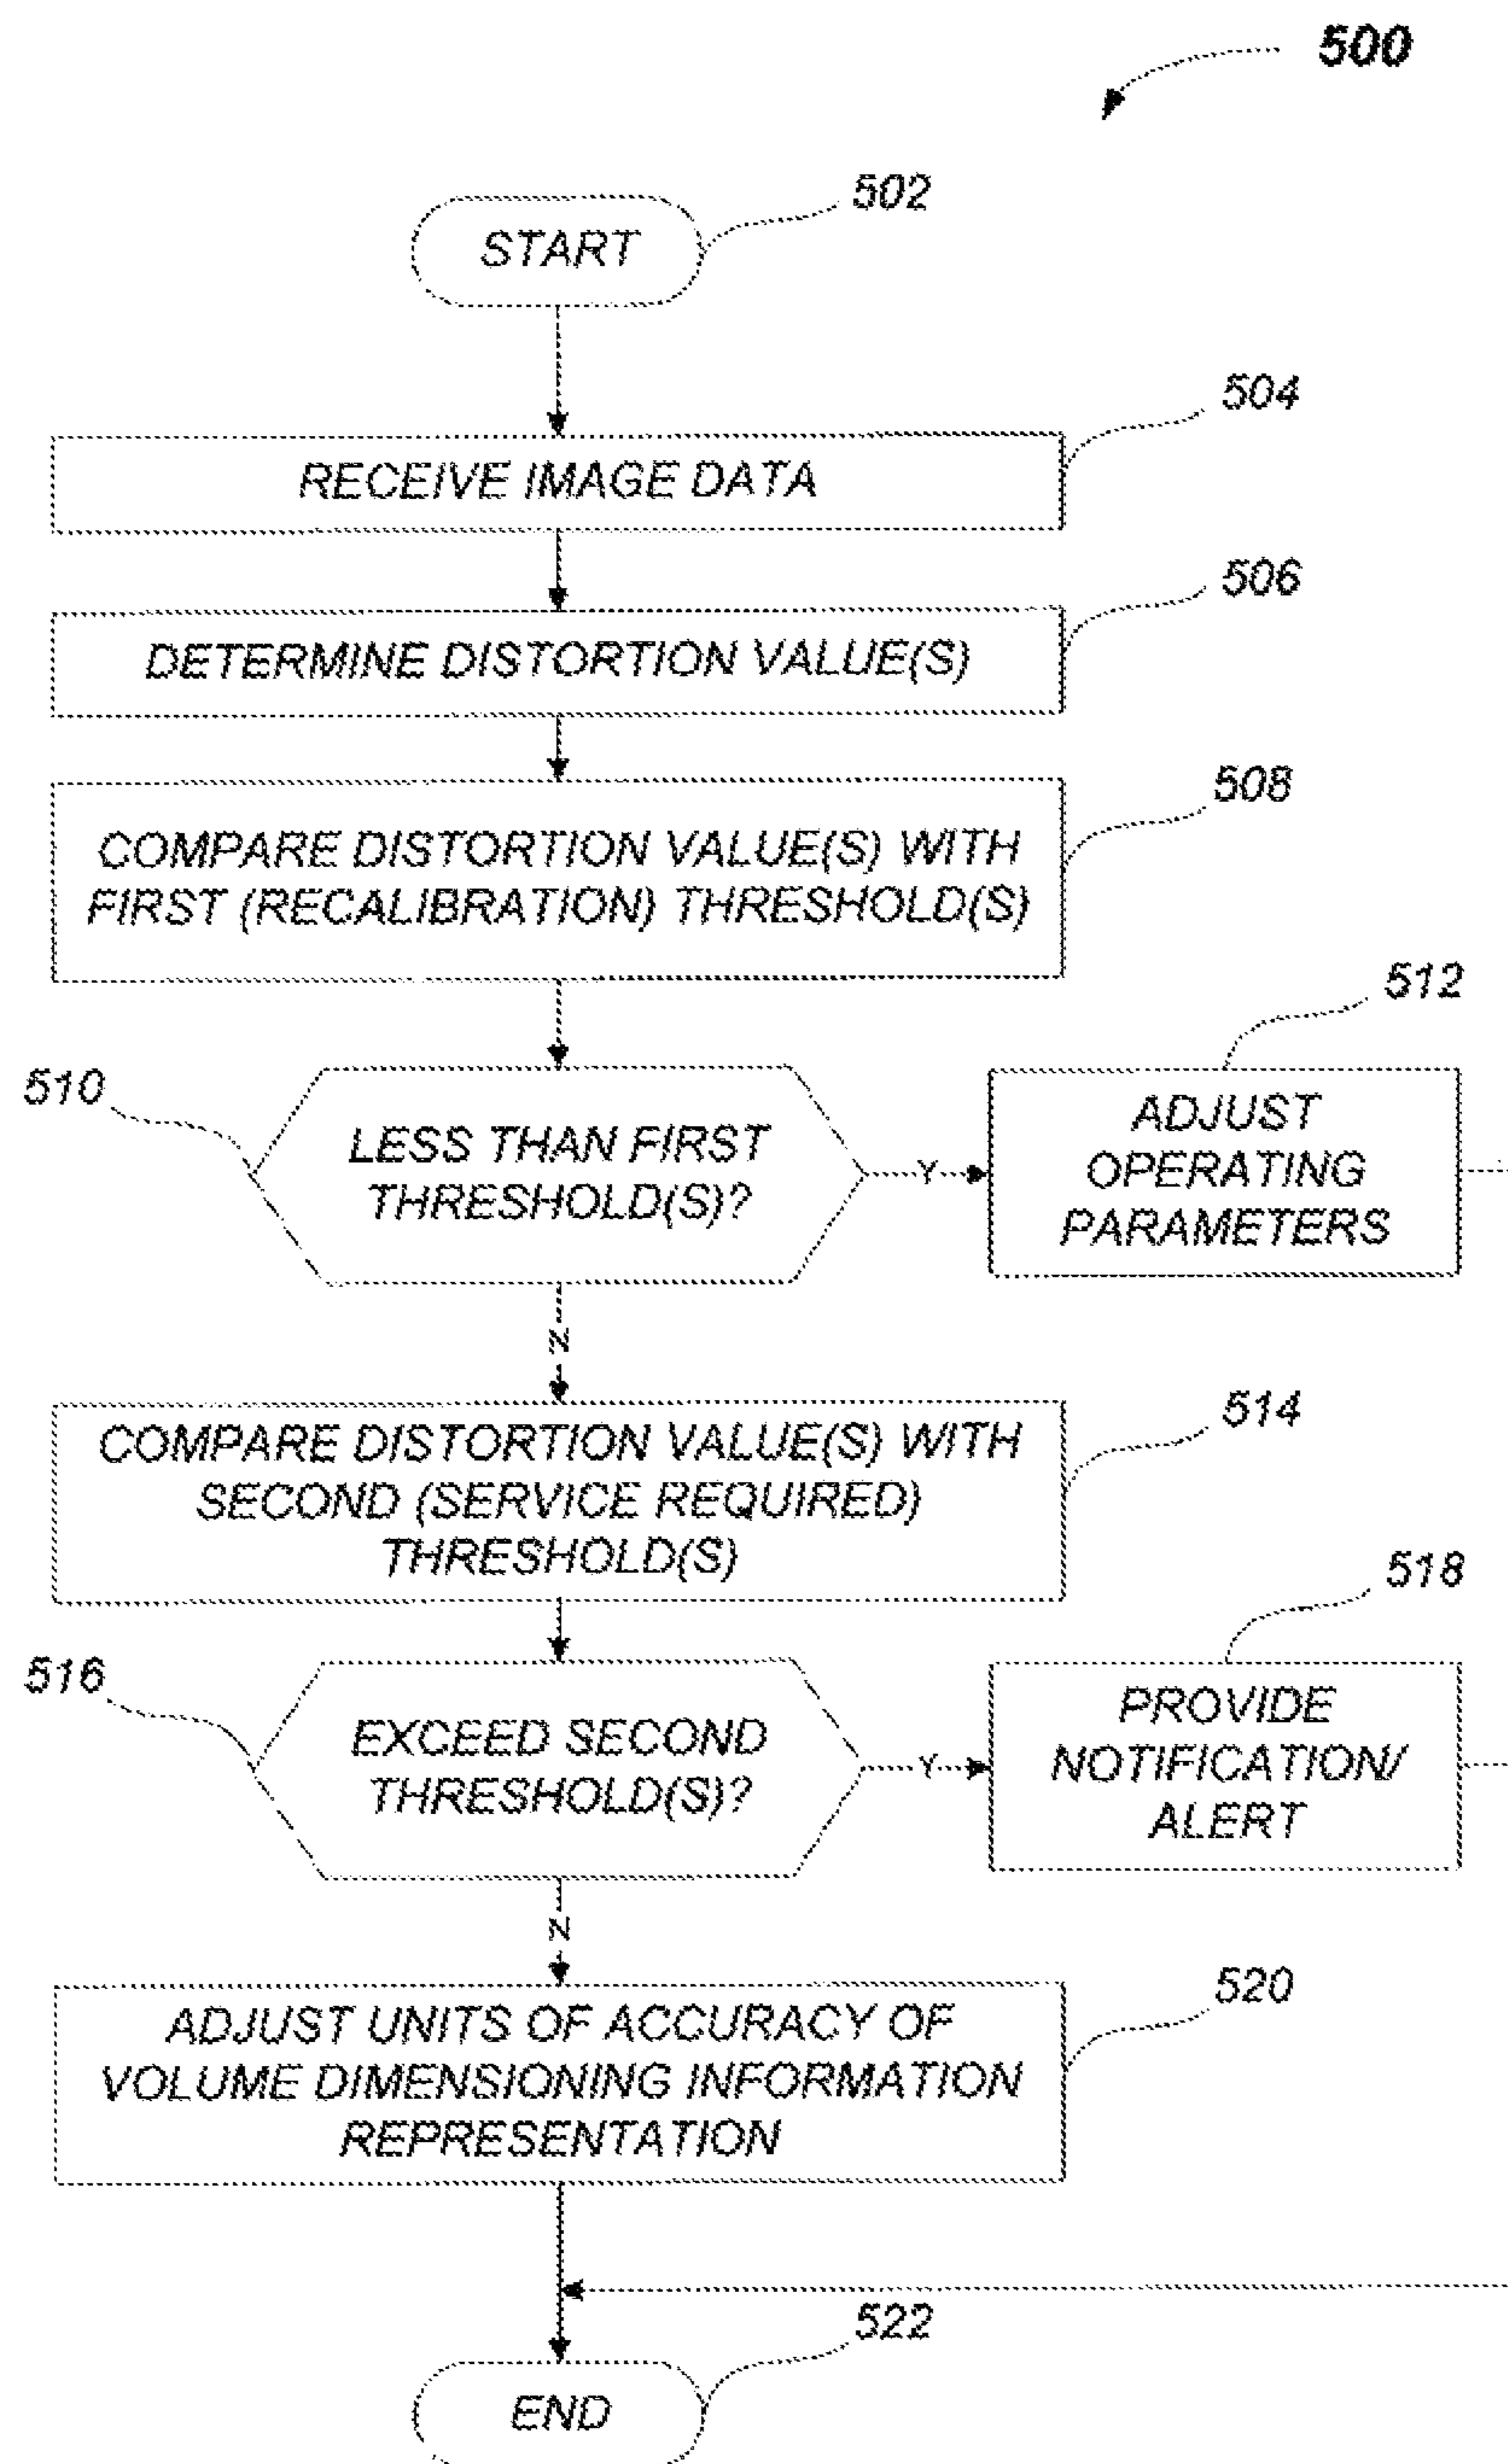 500
502
START
504
RECEIVE IMAGE DATA
506
DETERMINE DISTORTION VALUE(S)
508
COMPARE DISTORTION VALUE(S) WITH
FIRST (RECALIBRATION) THRESHOLD(S)
510
LESS THAN FIRST
THRESHOLD(S)?
Y
512
ADJUST
OPERATING
PARAMETERS
N
514
COMPARE DISTORTION VALUE(S) WITH
SECOND (SERVICE REQUIRED)
THRESHOLD(S)
516
EXCEED SECOND
THRESHOLD(S)?
Y
518
PROVIDE
NOTIFICATION/
ALERT
N
520
ADJUST UNITS OF ACCURACY OF
VOLUME DIMENSIONING INFORMATION
REPRESENTATION
522
END